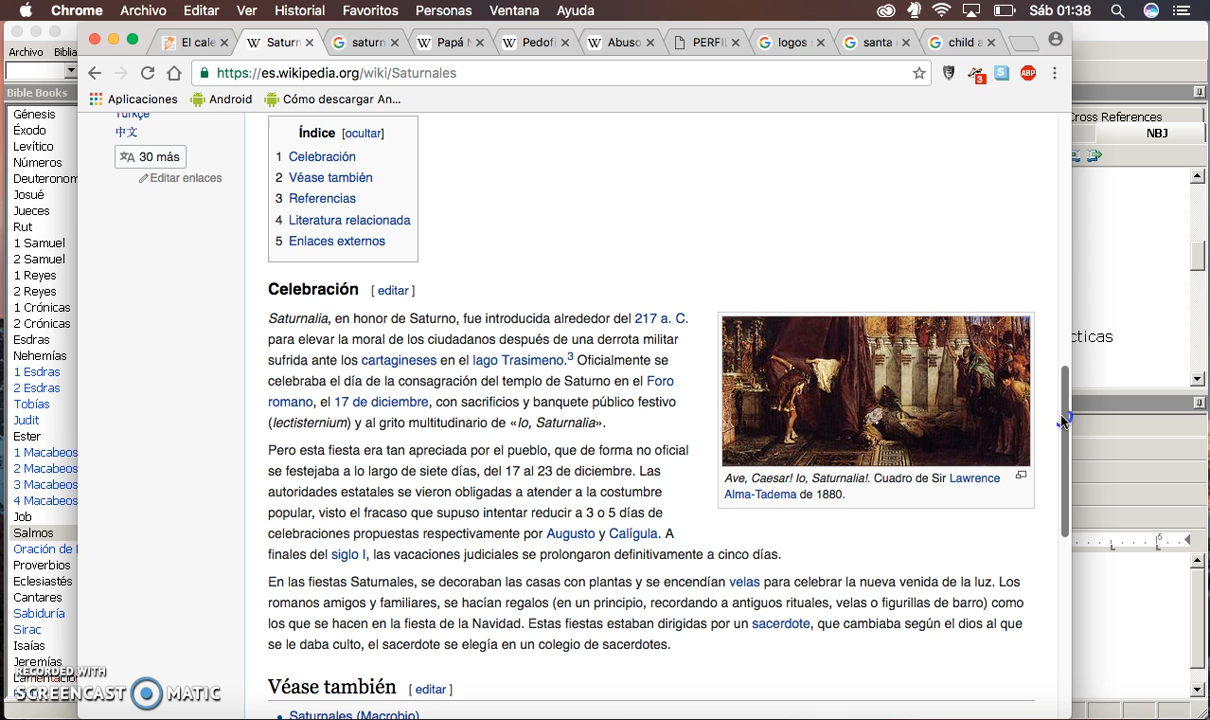 Chrome Archivo Editar Ver Historial Favoritos Personas Ventana Ayuda Sáb 01:38
El cale Saturn saturn Papá N Pedofi Abuso PERFIL logos santa child a
https://es.wikipedia.org/wiki/Saturnales
3 S ABP
Aplicaciones Android Cómo descargar An...
Archivo Biblia
Bible Books
Génesis
Éxodo
Levítico
Números
Deuteronom
Josué
Jueces
Rut
1 Samuel
2 Samuel
1 Reyes
2 Reyes
1 Crónicas
2 Crónicas
Esdras
Nehemías
1 Esdras
2 Esdras
Tobías
Judit
Ester
1 Macabeos
2 Macabeos
3 Macabeos
4 Macabeos
Job
Salmos
Oración de
Proverbios
Eclesiastés
Cantares
Sabiduría
Sirac
Isaías
Jeremías
Lamentacion
Türkçe
中文
30 más
Editar enlaces
Índice [ocultar]
1 Celebración
2 Véase también
3 Referencias
4 Literatura relacionada
5 Enlaces externos
Celebración [ editar ]
Saturnalia, en honor de Saturno, fue introducida alrededor del 217 a. C.
para elevar la moral de los ciudadanos después de una derrota militar
sufrida ante los cartagineses en el lago Trasimeno.3 Oficialmente se
celebraba el día de la consagración del templo de Saturno en el Foro
romano, el 17 de diciembre, con sacrificios y banquete público festivo
(lectisternium) y al grito multitudinario de «Io, Saturnalia».
Pero esta fiesta era tan apreciada por el pueblo, que de forma no oficial
se festejaba a lo largo de siete días, del 17 al 23 de diciembre. Las
autoridades estatales se vieron obligadas a atender a la costumbre
popular, visto el fracaso que supuso intentar reducir a 3 o 5 días de
celebraciones propuestas respectivamente por Augusto y Calígula. A
finales del siglo I, las vacaciones judiciales se prolongaron definitivamente a cinco días.
Ave, Caesar! Io, Saturnalia!. Cuadro de Sir Lawrence
Alma-Tadema de 1880.
En las fiestas Saturnales, se decoraban las casas con plantas y se encendían velas para celebrar la nueva venida de la luz. Los
romanos amigos y familiares, se hacían regalos (en un principio, recordando a antiguos rituales, velas o figurillas de barro) como
los que se hacen en la fiesta de la Navidad. Estas fiestas estaban dirigidas por un sacerdote, que cambiaba según el dios al que
se le daba culto, el sacerdote se elegía en un colegio de sacerdotes.
Véase también [ editar ]
Saturnales (Macrobio)
Cross References
NBJ
cticas
5
RECORDED WITH
SCREENCAST MATIC